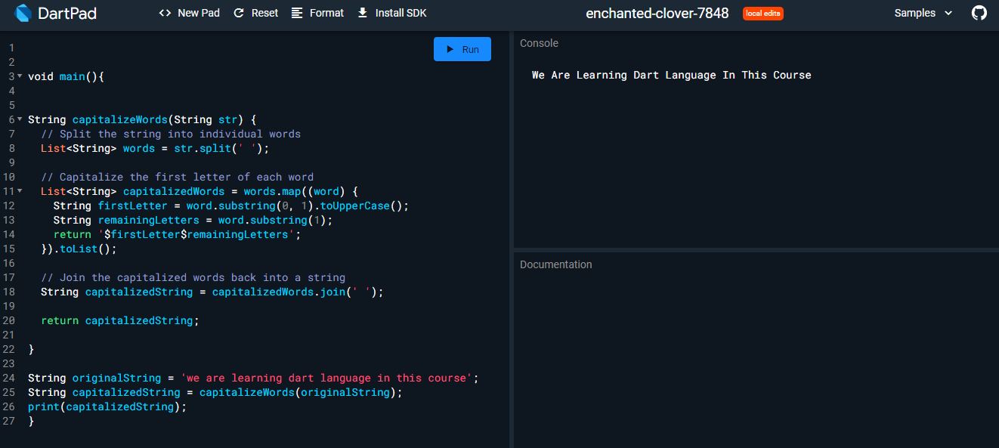 DartPad
<> New Pad Reset Format Install SDK enchanted-clover-7848 local edits Samples
Run
1
2
3 void main(){
4
5
6 String capitalizeWords(String str) {
7   // Split the string into individual words
8   List<String> words = str.split(' ');
9
10   // Capitalize the first letter of each word
11   List<String> capitalizedWords = words.map((word) {
12     String firstLetter = word.substring(0, 1).toUpperCase();
13     String remainingLetters = word.substring(1);
14     return '$firstLetter$remainingLetters';
15   }).toList();
16
17   // Join the capitalized words back into a string
18   String capitalizedString = capitalizedWords.join(' ');
19
20   return capitalizedString;
21
22 }
23
24 String originalString = 'we are learning dart language in this course';
25 String capitalizedString = capitalizeWords(originalString);
26 print(capitalizedString);
27 }
Console
We Are Learning Dart Language In This Course
Documentation